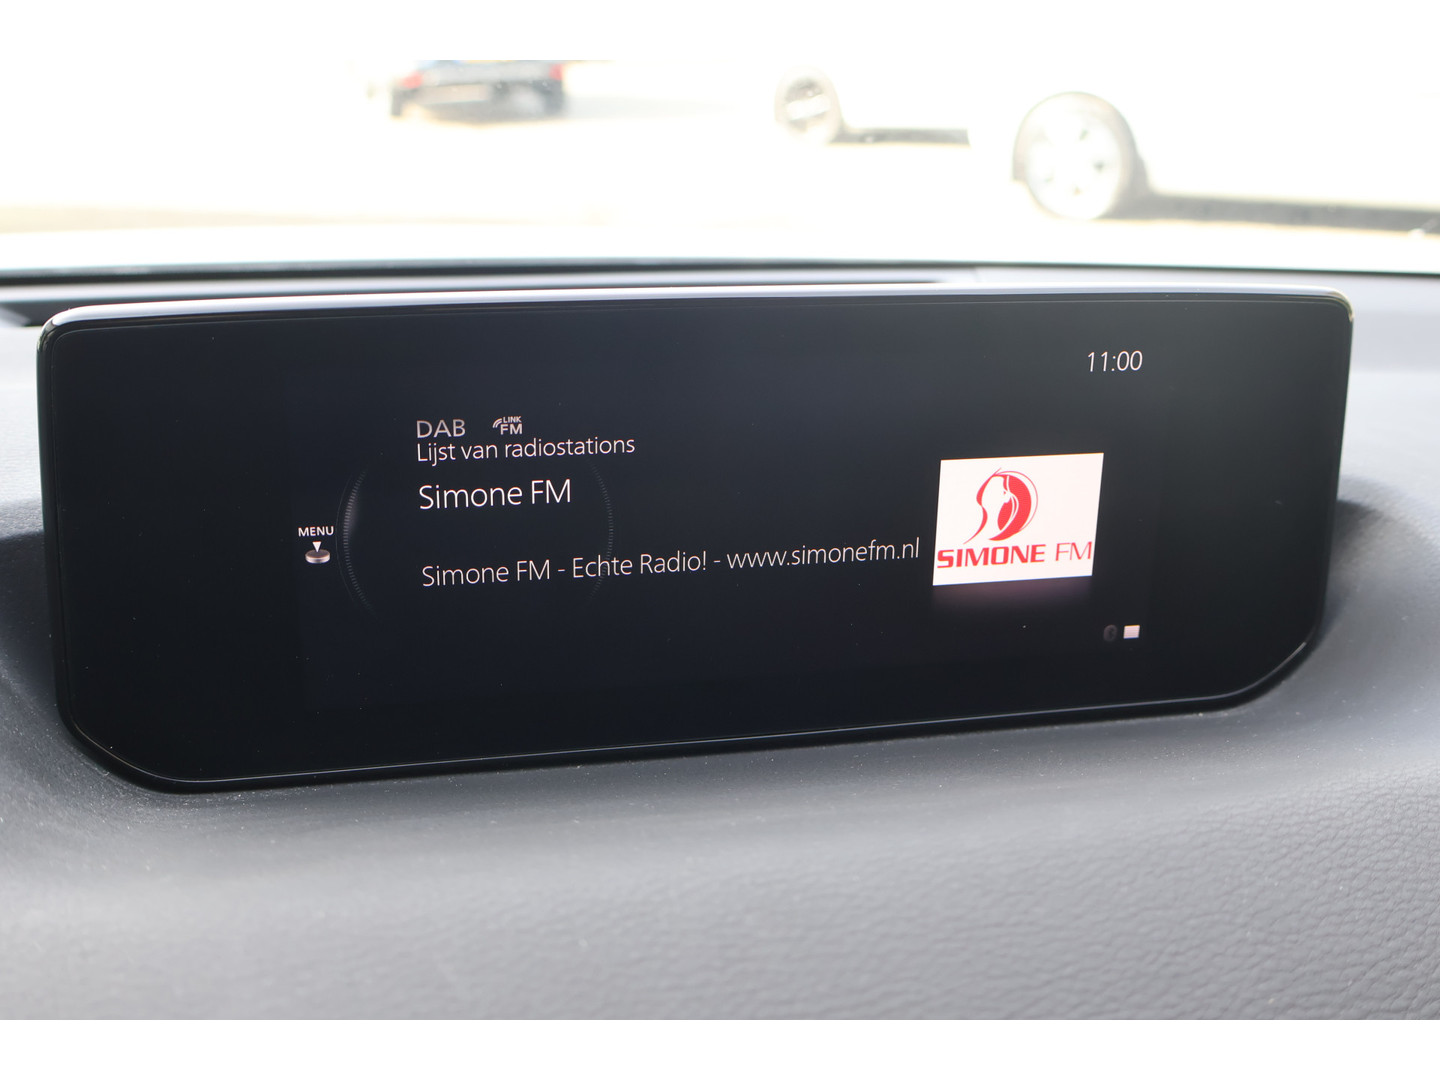 11:00
DAB LINK FM
Lijst van radiostations
Simone FM
MENU
Simone FM - Echte Radio! - www.simonefm.nl
SIMONE FM